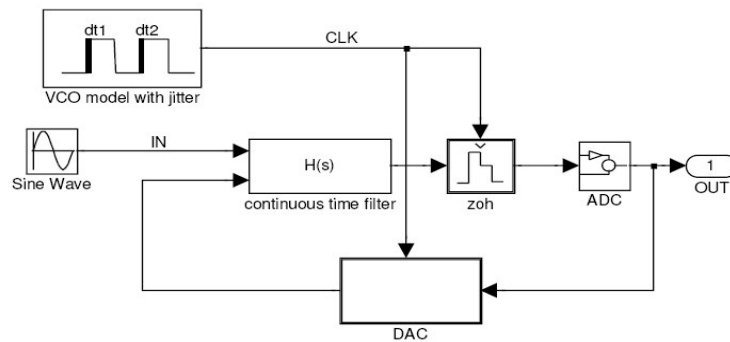 dt1 dt2
VCO model with jitter
CLK
IN
Sine Wave
H(s)
continuous time filter
zoh
ADC
1
OUT
DAC